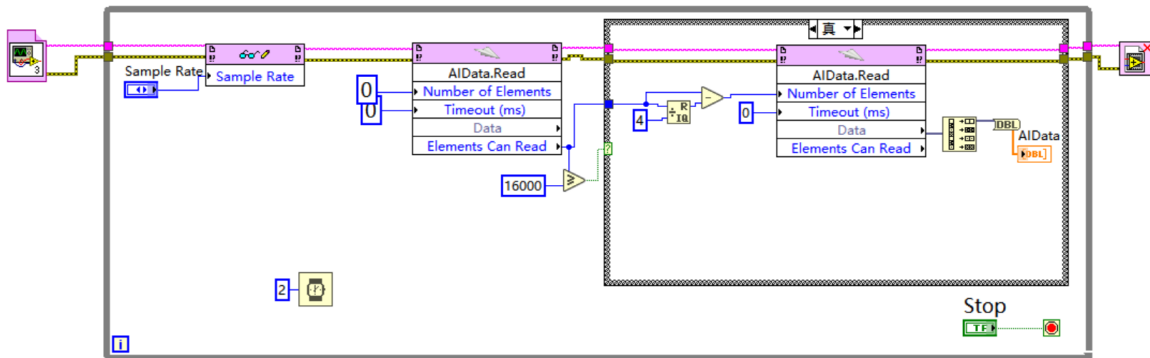 3
真
Sample Rate
Sample Rate
AIData.Read
Number of Elements
Timeout (ms)
Data
Elements Can Read
0
0
16000
4
R
IQ
0
AIData.Read
Number of Elements
Timeout (ms)
Data
Elements Can Read
DBL
AIData
DBL
2
Stop
TF
i